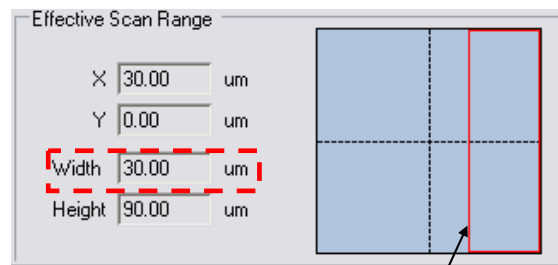 Effective Scan Range
X 30.00 um
Y 0.00 um
Width 30.00 um
Height 90.00 um